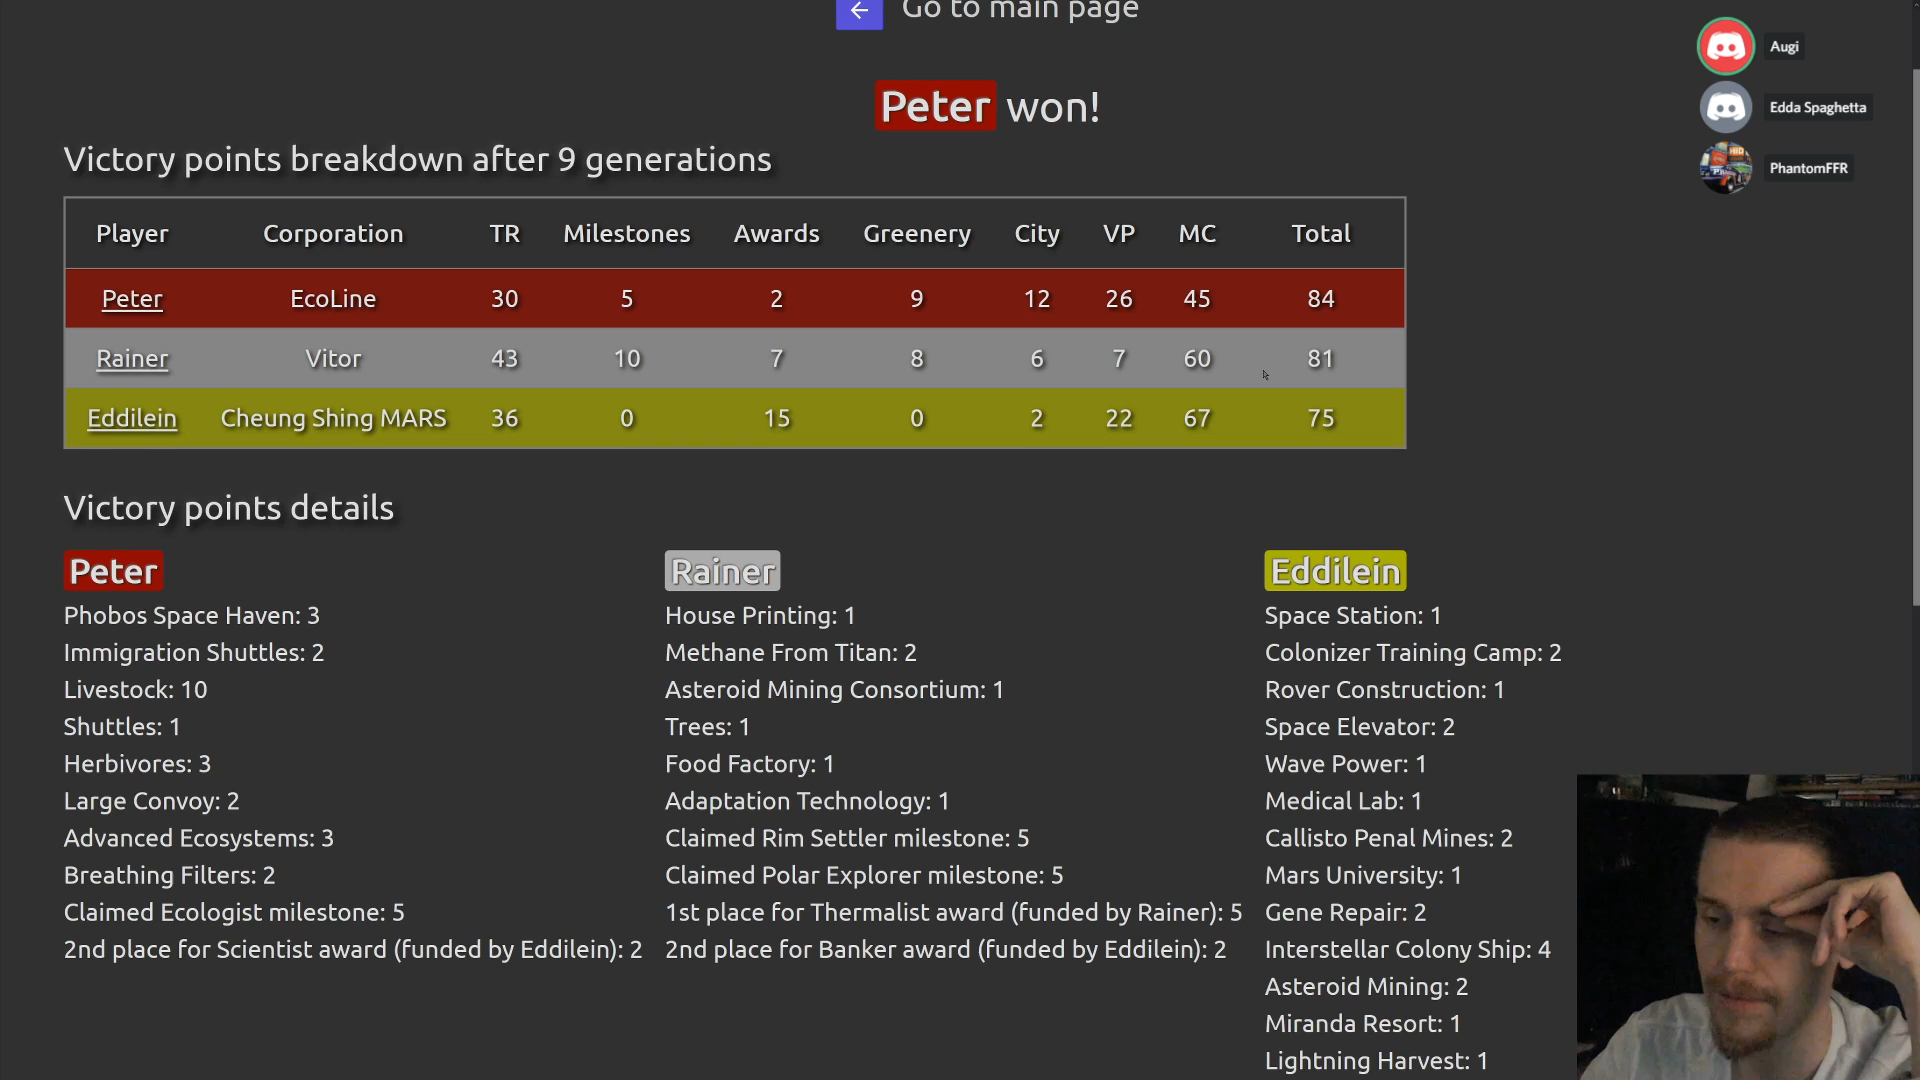 Go to main page
Augi
Edda Spaghetta
PhantomFFR
Peter won!
Victory points breakdown after 9 generations
Player Corporation TR Milestones Awards Greenery City VP MC Total
Peter EcoLine 30 5 2 9 12 26 45 84
Rainer Vitor 43 10 7 8 6 7 60 81
Eddilein Cheung Shing MARS 36 0 15 0 2 22 67 75
Victory points details
Peter
Phobos Space Haven: 3
Immigration Shuttles: 2
Livestock: 10
Shuttles: 1
Herbivores: 3
Large Convoy: 2
Advanced Ecosystems: 3
Breathing Filters: 2
Claimed Ecologist milestone: 5
2nd place for Scientist award (funded by Eddilein): 2
Rainer
House Printing: 1
Methane From Titan: 2
Asteroid Mining Consortium: 1
Trees: 1
Food Factory: 1
Adaptation Technology: 1
Claimed Rim Settler milestone: 5
Claimed Polar Explorer milestone: 5
1st place for Thermalist award (funded by Rainer): 5
2nd place for Banker award (funded by Eddilein): 2
Eddilein
Space Station: 1
Colonizer Training Camp: 2
Rover Construction: 1
Space Elevator: 2
Wave Power: 1
Medical Lab: 1
Callisto Penal Mines: 2
Mars University: 1
Gene Repair: 2
Interstellar Colony Ship: 4
Asteroid Mining: 2
Miranda Resort: 1
Lightning Harvest: 1